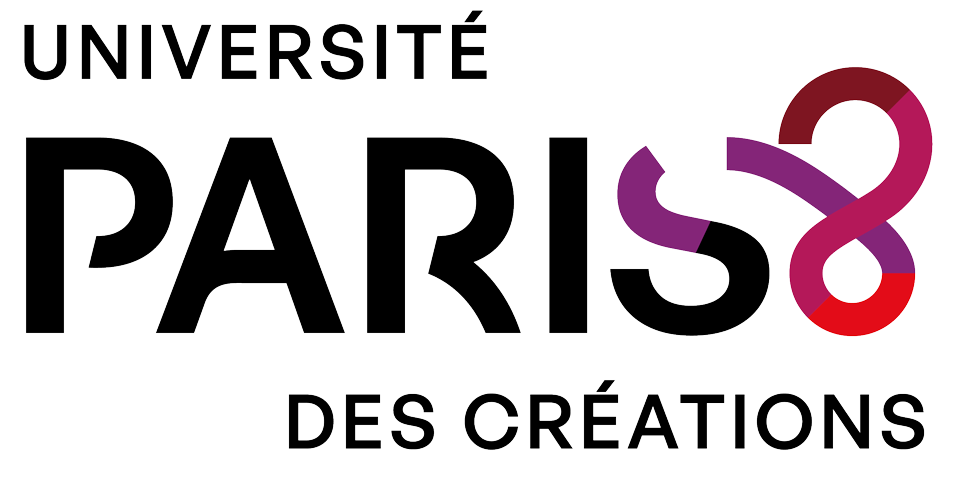 UNIVERSITÉ
PARIS8
DES CRÉATIONS